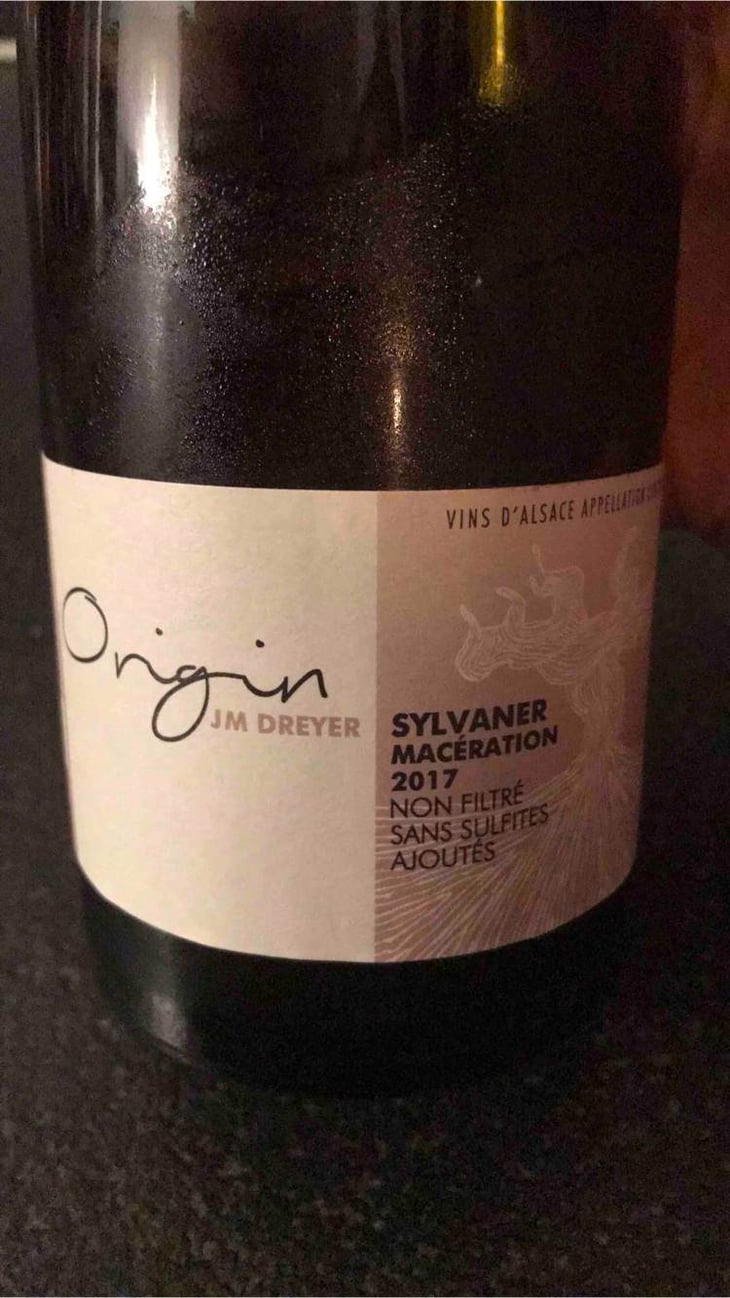 VINS D'ALSACE APPELLATION
Origin
JM DREYER
SYLVANER
MACÉRATION
2017
NON FILTRÉ
SANS SULFITES
AJOUTÉS